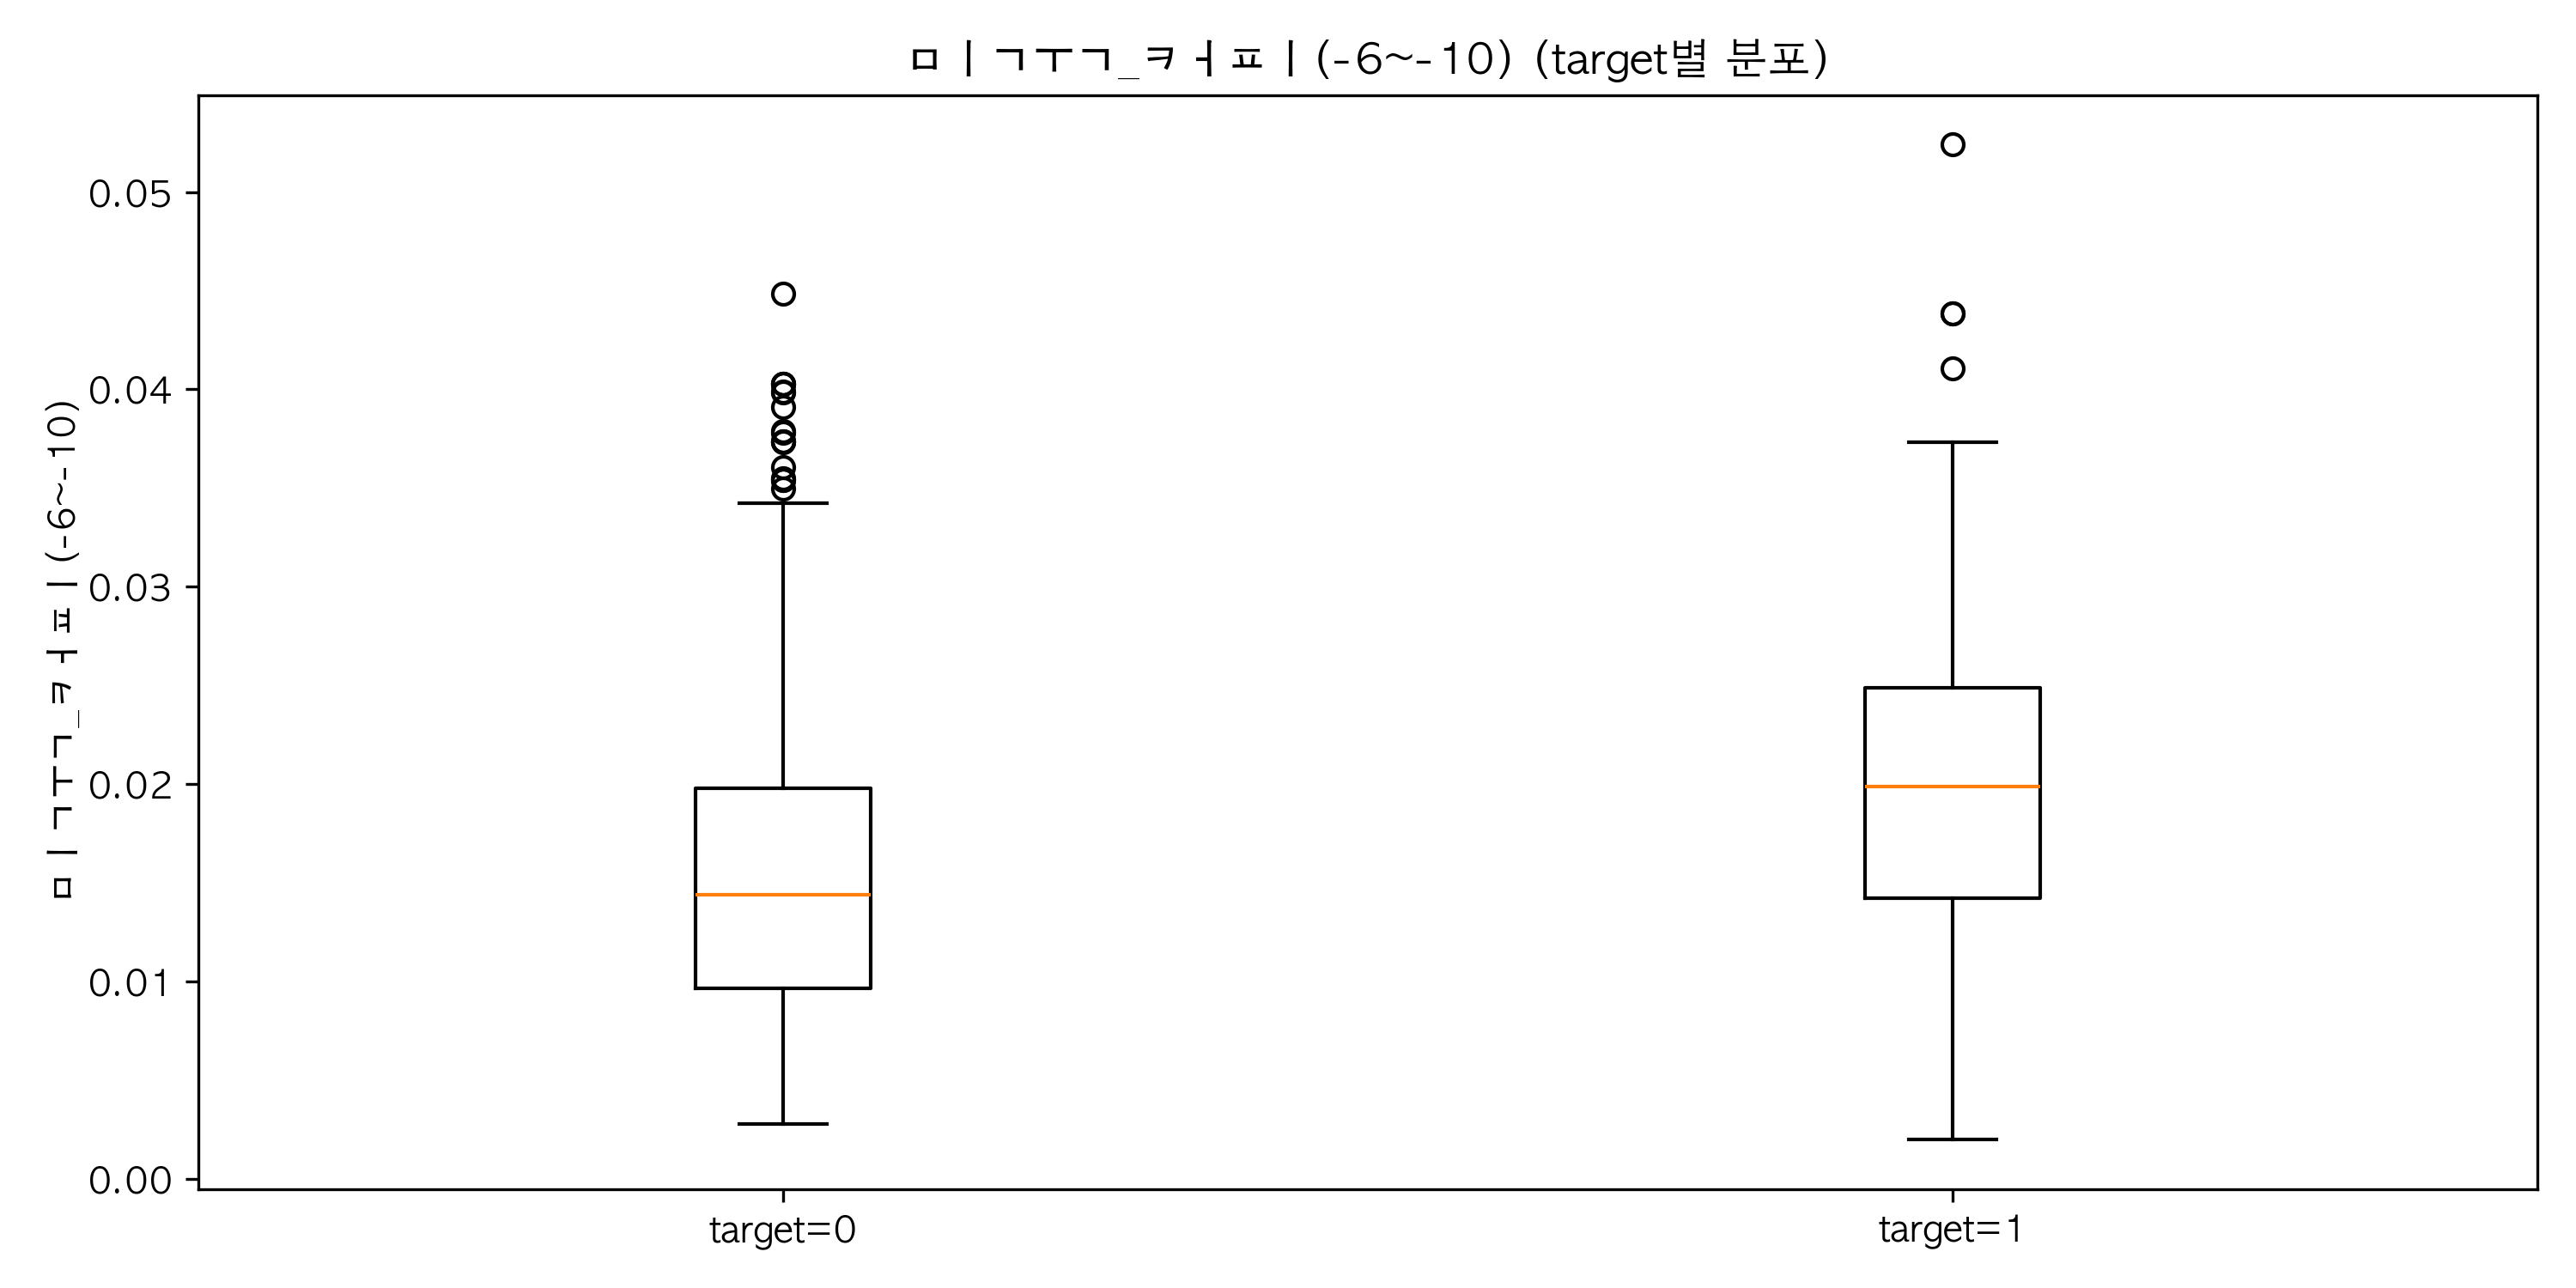 ㅁㅣㄱㅜㄱ_ㅋㅓㅍㅣ(-6~-10) (target별 분포)
ㅁㅣㄱㅜㄱ_ㅋㅓㅍㅣ(-6~-10)
0.05
0.04
0.03
0.02
0.01
0.00
target=0
target=1